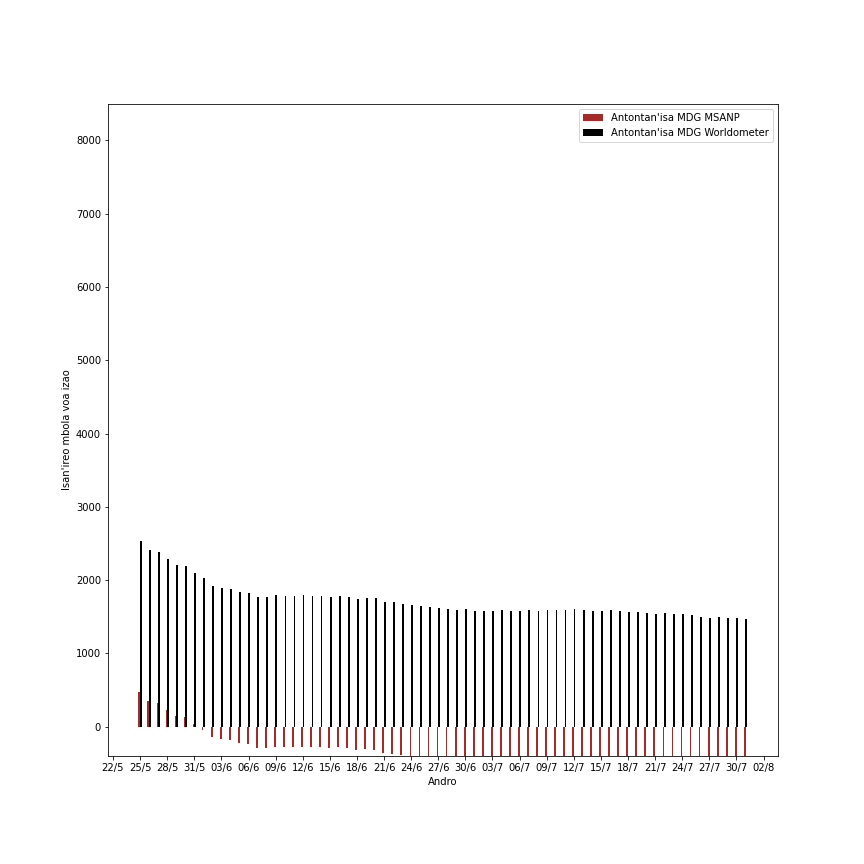 Antontan'isa MDG MSANP
Antontan'isa MDG Worldometer
8000
7000
6000
5000
4000
3000
2000
1000
0
Isan'ireo mbola voa izao
22/5 25/5 28/5 31/5 03/6 06/6 09/6 12/6 15/6 18/6 21/6 24/6 27/6 30/6 03/7 06/7 09/7 12/7 15/7 18/7 21/7 24/7 27/7 30/7 02/8
Andro